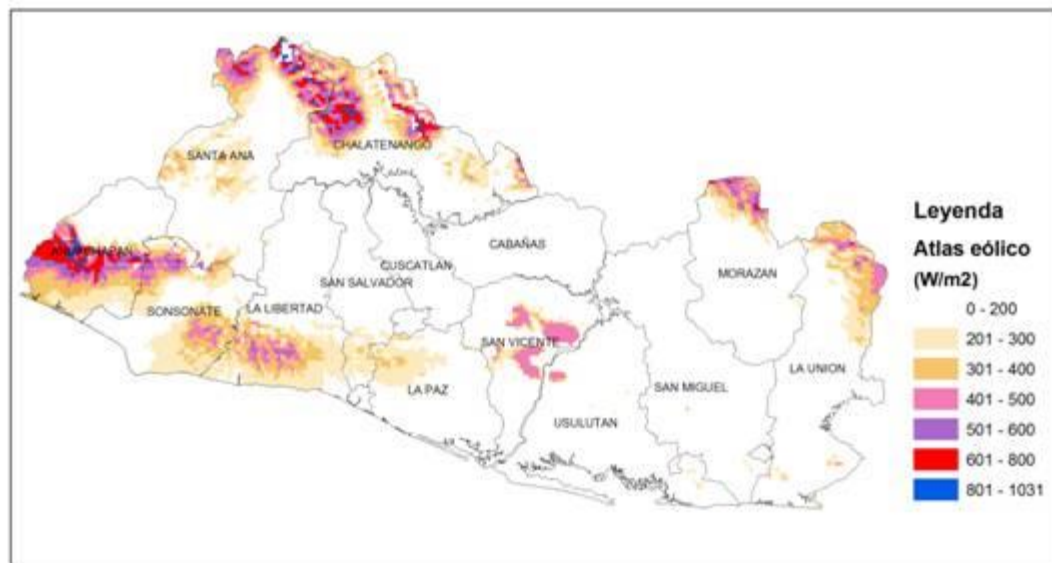 CHALATENANGO
SANTA ANA
AHUACHAPAN
CABAÑAS
CUSCATLAN
MORAZAN
SAN SALVADOR
SONSONATE
LA LIBERTAD
SAN VICENTE
LA UNION
SAN MIGUEL
LA PAZ
USULUTAN
Leyenda
Atlas eólico
(W/m2)
0 - 200
201 - 300
301 - 400
401 - 500
501 - 600
601 - 800
801 - 1031